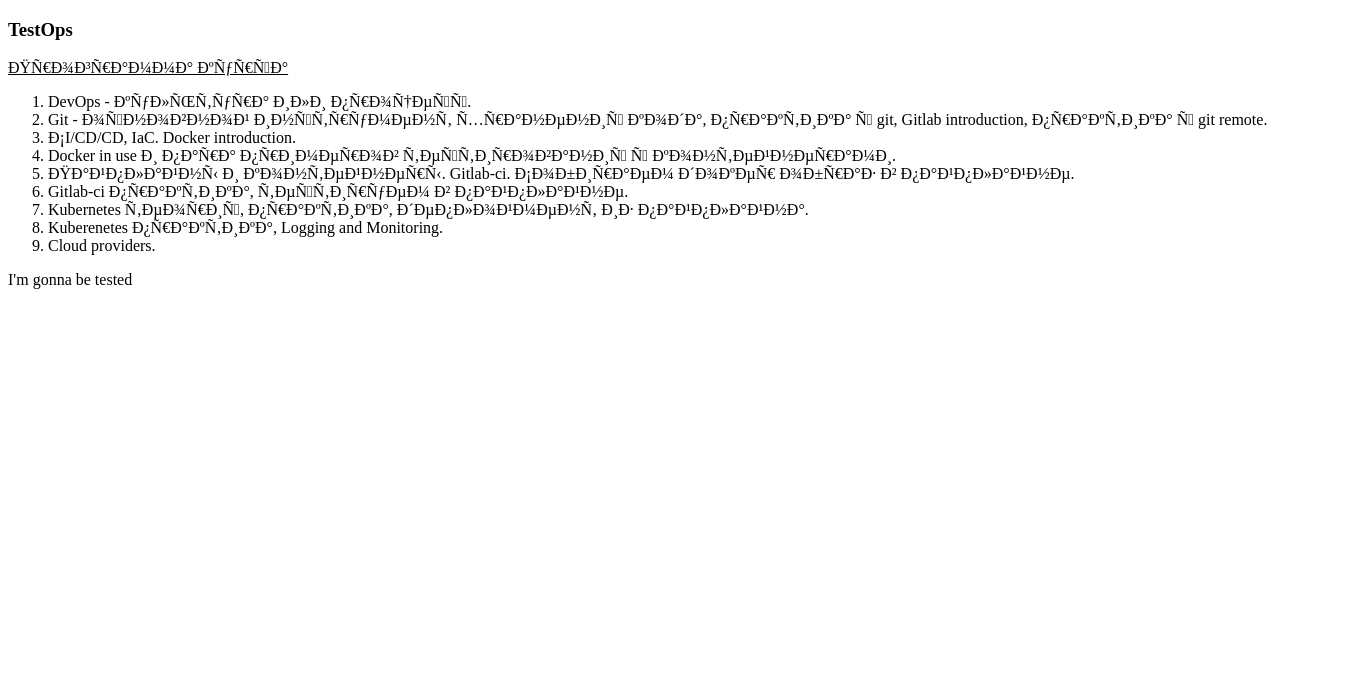 TestOps
ÐŸÑ€Ð¾Ð³Ñ€Ð°Ð¼Ð¼Ð° ÐºÑƒÑ€ÑÐ°
1. DevOps - ÐºÑƒÐ»ÑŒÑ‚ÑƒÑ€Ð° Ð¸Ð»Ð¸ Ð¿Ñ€Ð¾Ñ†ÐµÑÑ.
2. Git - Ð¾ÑÐ½Ð¾Ð²Ð½Ð¾Ð¹ Ð¸Ð½ÑÑ‚Ñ€ÑƒÐ¼ÐµÐ½Ñ‚ Ñ…Ñ€Ð°Ð½ÐµÐ½Ð¸Ñ ÐºÐ¾Ð´Ð°, Ð¿Ñ€Ð°ÐºÑ‚Ð¸ÐºÐ° Ñ git, Gitlab introduction, Ð¿Ñ€Ð°ÐºÑ‚Ð¸ÐºÐ° Ñ git remote.
3. Ð¡I/CD/CD, IaC. Docker introduction.
4. Docker in use Ð¸ Ð¿Ð°Ñ€Ð° Ð¿Ñ€Ð¸Ð¼ÐµÑ€Ð¾Ð² Ñ‚ÐµÑÑ‚Ð¸Ñ€Ð¾Ð²Ð°Ð½Ð¸Ñ Ñ ÐºÐ¾Ð½Ñ‚ÐµÐ¹Ð½ÐµÑ€Ð°Ð¼Ð¸.
5. ÐŸÐ°Ð¹Ð¿Ð»Ð°Ð¹Ð½Ñ‹ Ð¸ ÐºÐ¾Ð½Ñ‚ÐµÐ¹Ð½ÐµÑ€Ñ‹. Gitlab-ci. Ð¡Ð¾Ð±Ð¸Ñ€Ð°ÐµÐ¼ Ð´Ð¾ÐºÐµÑ€ Ð¾Ð±Ñ€Ð°Ð· Ð² Ð¿Ð°Ð¹Ð¿Ð»Ð°Ð¹Ð½Ðµ.
6. Gitlab-ci Ð¿Ñ€Ð°ÐºÑ‚Ð¸ÐºÐ°, Ñ‚ÐµÑÑ‚Ð¸Ñ€ÑƒÐµÐ¼ Ð² Ð¿Ð°Ð¹Ð¿Ð»Ð°Ð¹Ð½Ðµ.
7. Kubernetes Ñ‚ÐµÐ¾Ñ€Ð¸Ñ, Ð¿Ñ€Ð°ÐºÑ‚Ð¸ÐºÐ°, Ð´ÐµÐ¿Ð»Ð¾Ð¹Ð¼ÐµÐ½Ñ‚ Ð¸Ð· Ð¿Ð°Ð¹Ð¿Ð»Ð°Ð¹Ð½Ð°.
8. Kuberenetes Ð¿Ñ€Ð°ÐºÑ‚Ð¸ÐºÐ°, Logging and Monitoring.
9. Cloud providers.
I'm gonna be tested